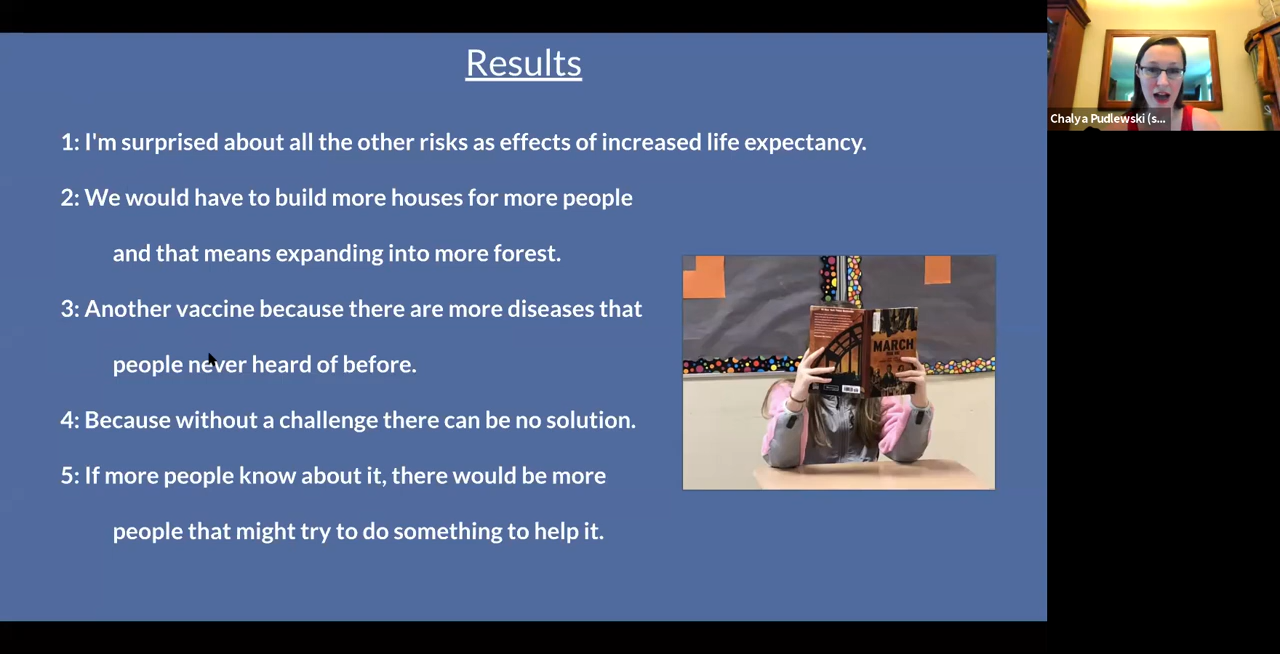 Results
1: I'm surprised about all the other risks as effects of increased life expectancy.
2: We would have to build more houses for more people
and that means expanding into more forest.
3: Another vaccine because there are more diseases that
people never heard of before.
4: Because without a challenge there can be no solution.
5: If more people know about it, there would be more
people that might try to do something to help it.
MARCH
Chalya Pudlewski (s...